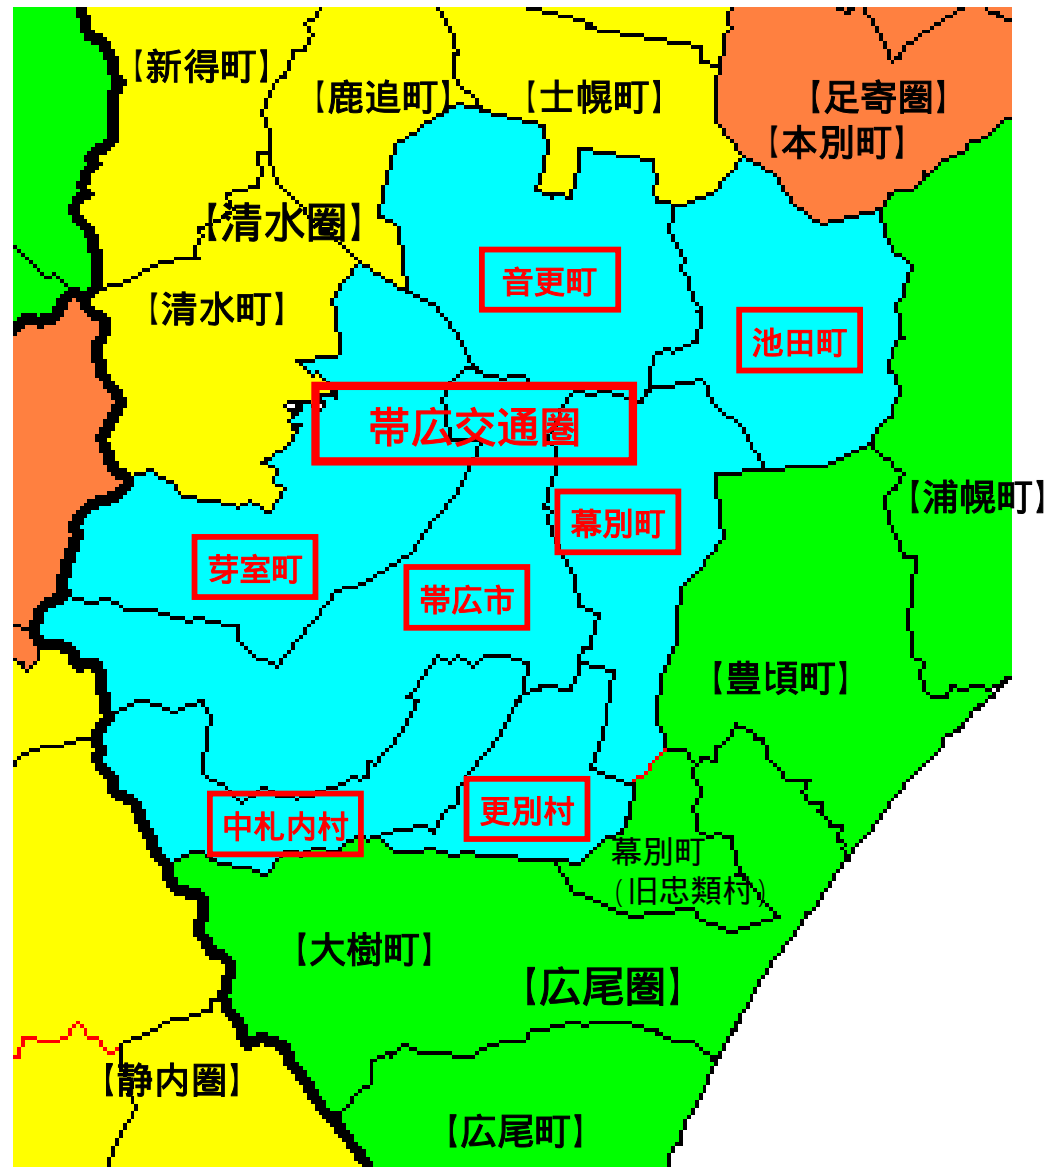 【新得町】
【鹿追町】
【士幌町】
【足寄圏】
【本別町】
【清水圏】
音更町
【清水町】
池田町
帯広交通圏
【浦幌町】
幕別町
芽室町
帯広市
【豊頃町】
中札内村
更別村
幕別町
（旧忠類村）
【大樹町】
【広尾圏】
【静内圏】
【広尾町】